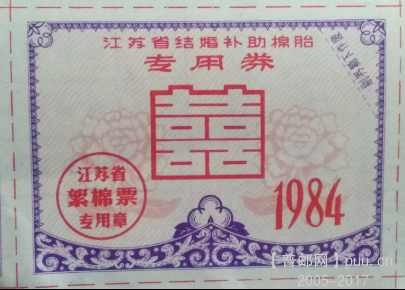 江苏省结婚补助棉胎
专用券
囍
江苏省
絮棉票
专用章
1984
【普邮网】puu.cn
2005-2017